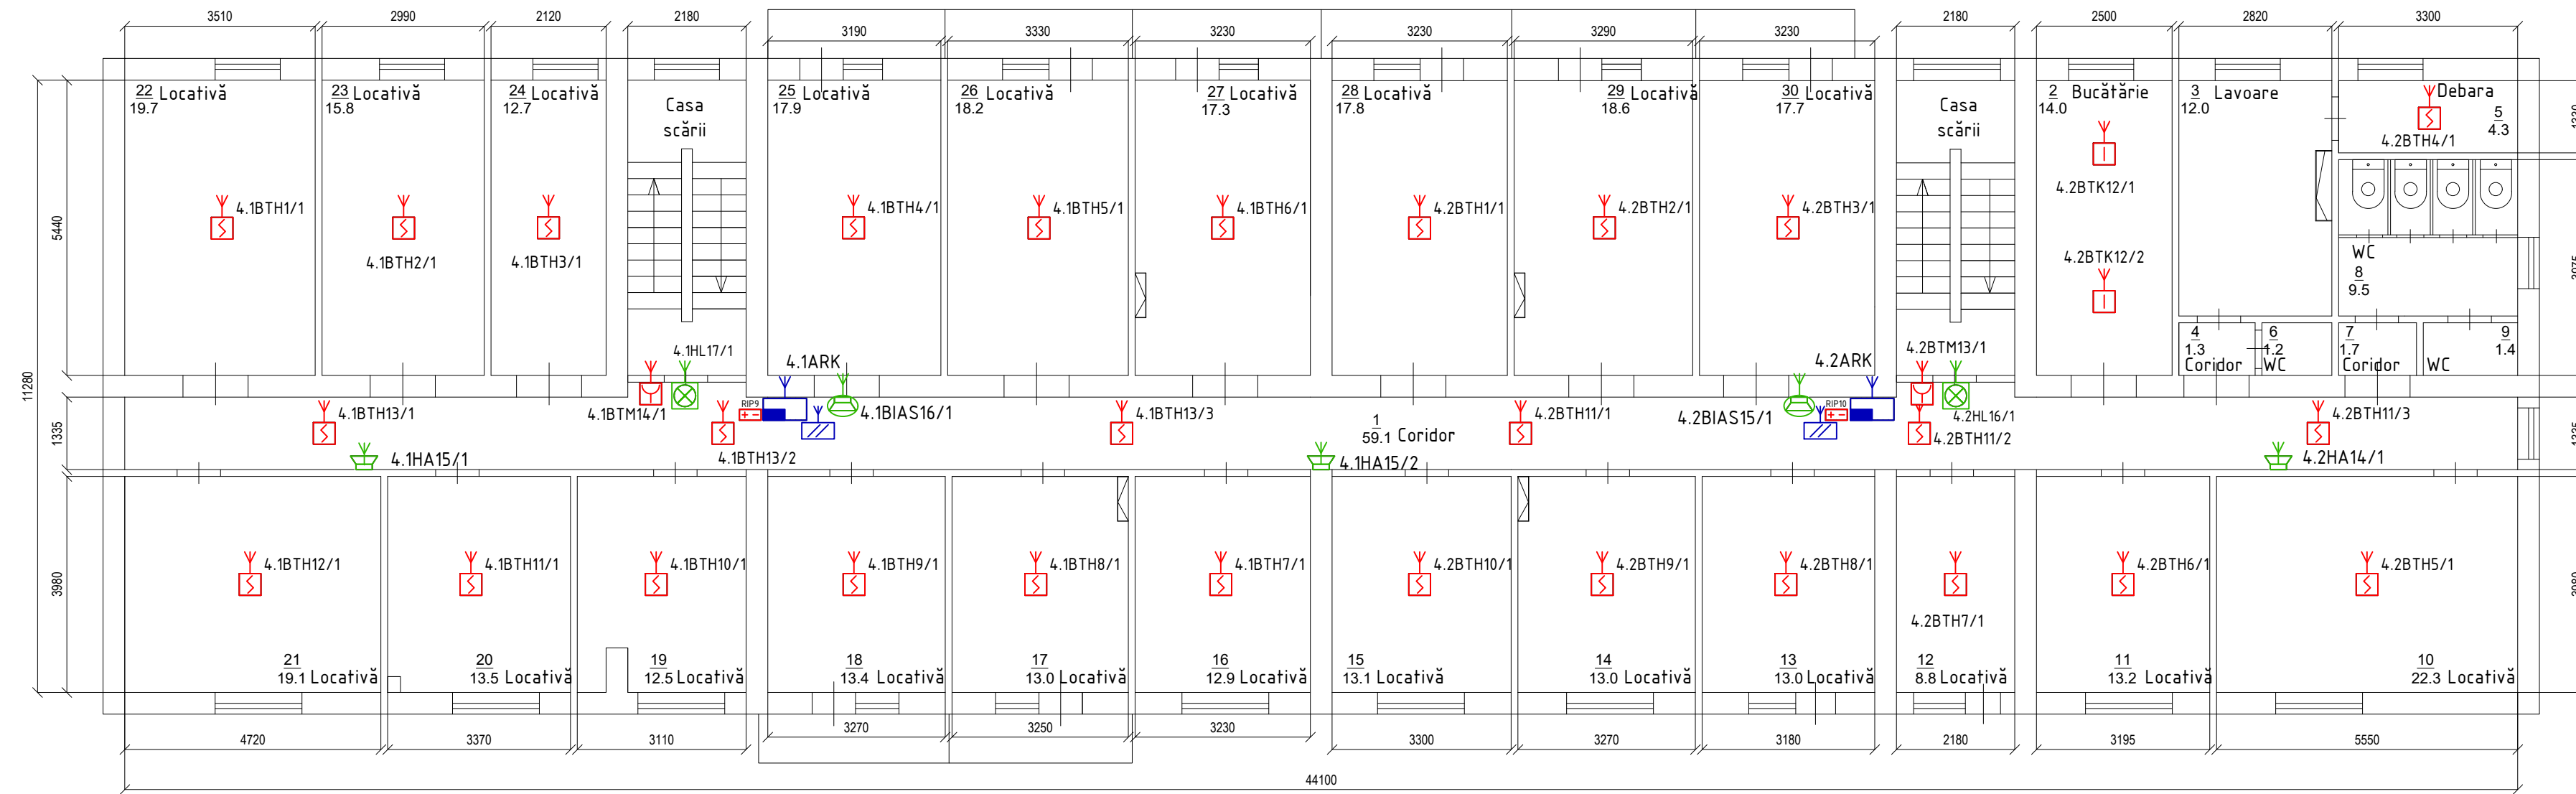 3510 2990 2120 2180 3190 3330 3230 3230 3290 3230 2180 2500 2820 3300
22 Locativă
19.7
23 Locativă
15.8
24 Locativă
12.7
Casa
scării
25 Locativă
17.9
26 Locativă
18.2
27 Locativă
17.3
28 Locativă
17.8
29 Locativă
18.6
30 Locativă
17.7
Casa
scării
2 Bucătărie
14.0
3 Lavoare
12.0
Debara
5
4.3
4.2BTH4/1
4.1BTH1/1
4.1BTH2/1
4.1BTH3/1
4.1BTH4/1
4.1BTH5/1
4.1BTH6/1
4.2BTH1/1
4.2BTH2/1
4.2BTH3/1
4.2BTK12/1
4.2BTK12/2
WC
8
9.5
4
1.3
Coridor
6
1.2
WC
7
1.7
Coridor
9
1.4
WC
5440
11280
1335
3980
4.1HL17/1
4.1ARK
4.2ARK
4.2BTM13/1
4.1BTH13/1
4.1BTM14/1
RIP9
4.1BIAS16/1
4.1BTH13/3
4.2BTH11/1
4.2BIAS15/1
RIP10
4.2HL16/1
4.2BTH11/2
4.2BTH11/3
4.1HA15/1
4.1BTH13/2
4.1HA15/2
1
59.1 Coridor
4.2HA14/1
4.1BTH12/1
4.1BTH11/1
4.1BTH10/1
4.1BTH9/1
4.1BTH8/1
4.1BTH7/1
4.2BTH10/1
4.2BTH9/1
4.2BTH8/1
4.2BTH7/1
4.2BTH6/1
4.2BTH5/1
21
19.1 Locativă
20
13.5 Locativă
19
12.5 Locativă
18
13.4 Locativă
17
13.0 Locativă
16
12.9 Locativă
15
13.1 Locativă
14
13.0 Locativă
13
13.0 Locativă
12
8.8 Locativă
11
13.2 Locativă
10
22.3 Locativă
4720 3370 3110 3270 3250 3230 3300 3270 3180 2180 3195 5550
44100